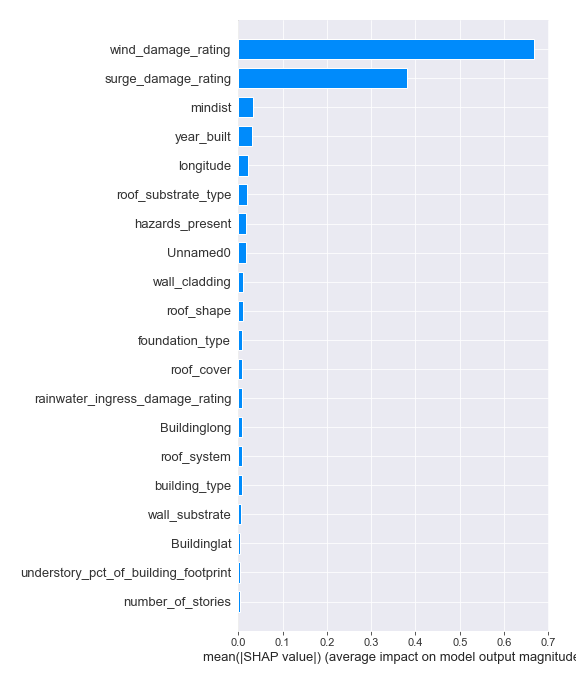 wind_damage_rating
surge_damage_rating
mindist
year_built
longitude
roof_substrate_type
hazards_present
Unnamed0
wall_cladding
roof_shape
foundation_type
roof_cover
rainwater_ingress_damage_rating
Buildinglong
roof_system
building_type
wall_substrate
Buildinglat
understory_pct_of_building_footprint
number_of_stories
0.0 0.1 0.2 0.3 0.4 0.5 0.6 0.7
mean(|SHAP value|) (average impact on model output magnitude